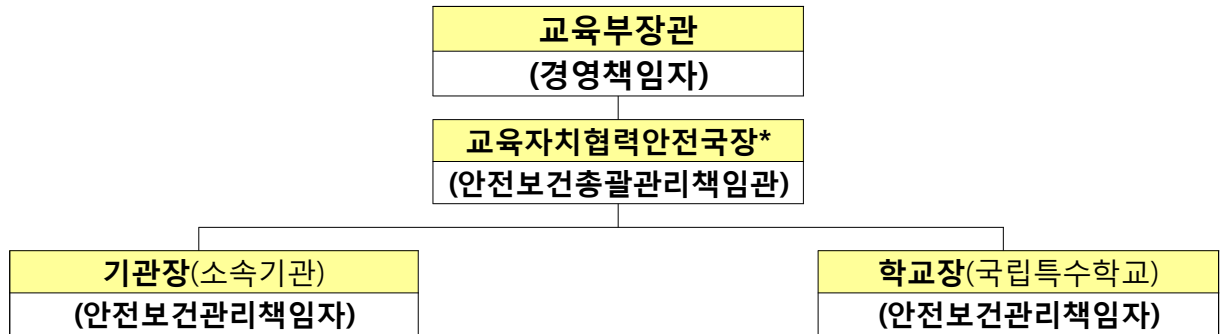 교육부장관
(경영책임자)
교육자치협력안전국장*
(안전보건총괄관리책임관)
기관장(소속기관)
(안전보건관리책임자)
학교장(국립특수학교)
(안전보건관리책임자)